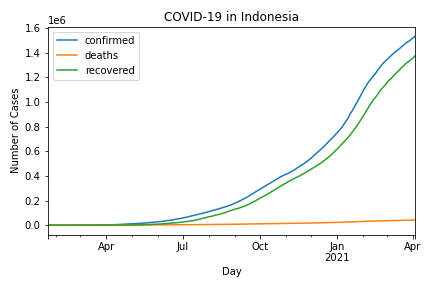 COVID-19 in Indonesia
1e6
confirmed
deaths
recovered
1.6
1.4
1.2
1.0
0.8
0.6
0.4
0.2
0.0
Number of Cases
Apr Jul Oct Jan Apr
2021
Day